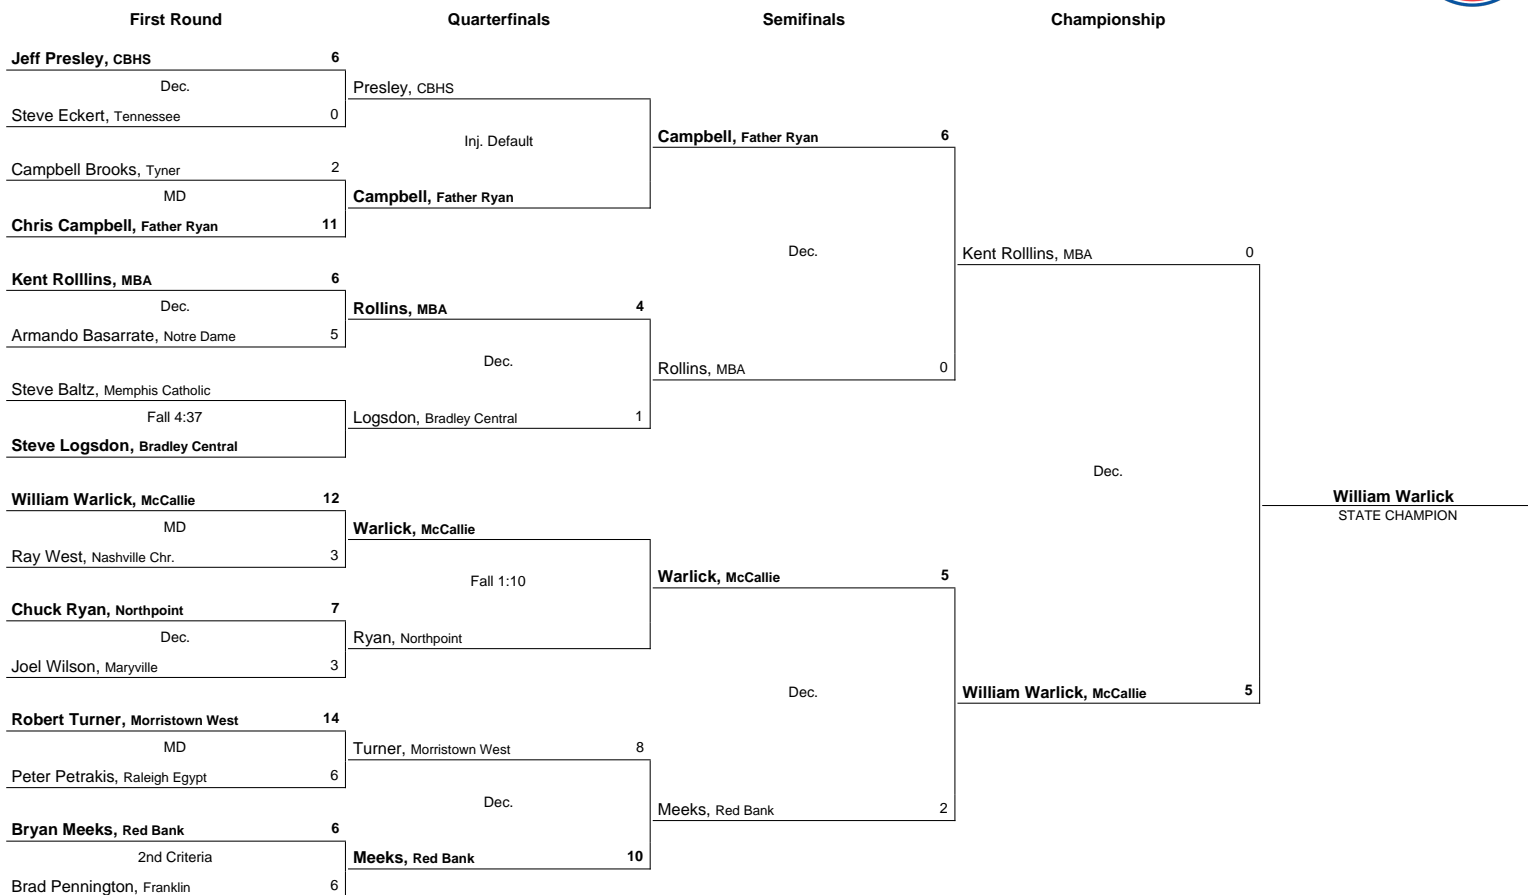 First Round Quarterfinals Semifinals Championship
Jeff Presley, CBHS 6
Dec.
Steve Eckert, Tennessee 0
Campbell Brooks, Tyner 2
MD
Chris Campbell, Father Ryan 11
Kent Rolllins, MBA 6
Dec.
Armando Basarrate, Notre Dame 5
Steve Baltz, Memphis Catholic
Fall 4:37
Steve Logsdon, Bradley Central
William Warlick, McCallie 12
MD
Ray West, Nashville Chr. 3
Chuck Ryan, Northpoint 7
Dec.
Joel Wilson, Maryville 3
Robert Turner, Morristown West 14
MD
Peter Petrakis, Raleigh Egypt 6
Bryan Meeks, Red Bank 6
2nd Criteria
Brad Pennington, Franklin 6
Presley, CBHS
Inj. Default
Campbell, Father Ryan
Rollins, MBA 4
Dec.
Logsdon, Bradley Central 1
Warlick, McCallie
Fall 1:10
Ryan, Northpoint
Turner, Morristown West 8
Dec.
Meeks, Red Bank 10
Campbell, Father Ryan 6
Dec.
Rollins, MBA 0
Warlick, McCallie 5
Dec.
Meeks, Red Bank 2
Kent Rolllins, MBA 0
Dec.
William Warlick, McCallie 5
William Warlick
STATE CHAMPION